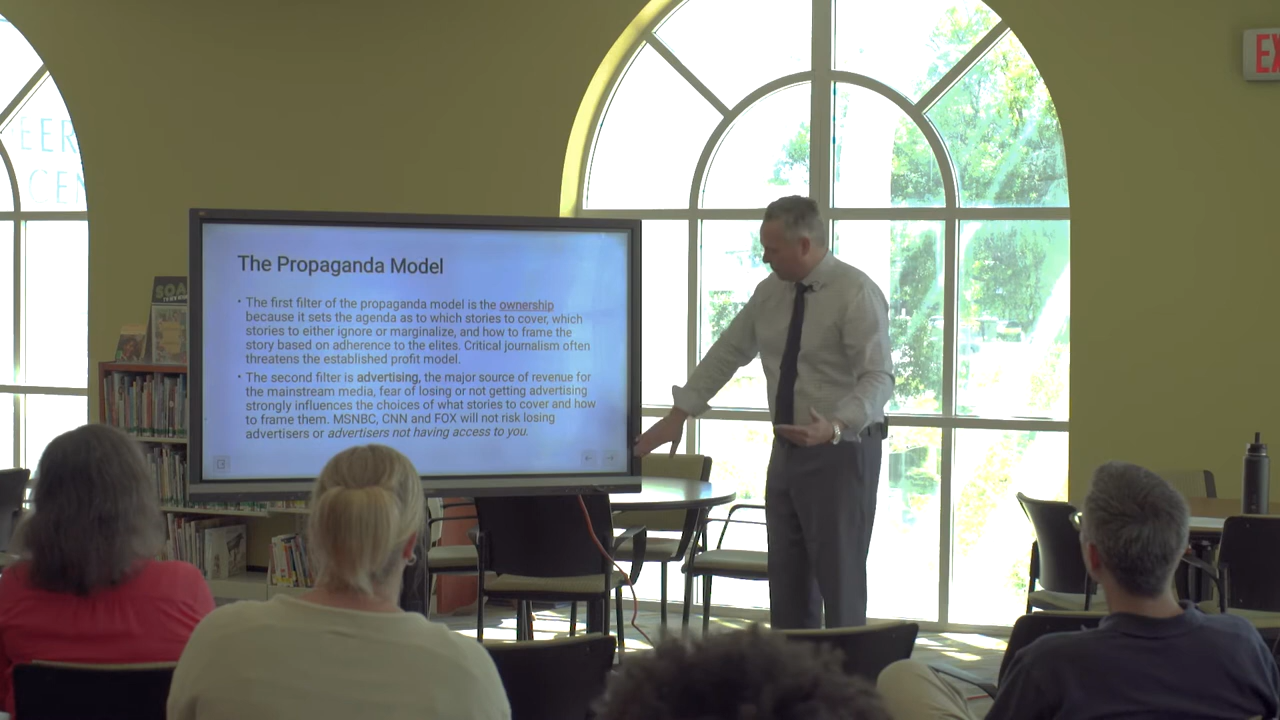 EER
CEN
EX
SOA
The Propaganda Model
• The first filter of the propaganda model is the ownership
because it sets the agenda as to which stories to cover, which
stories to either ignore or marginalize, and how to frame the
story based on adherence to the elites. Critical journalism often
threatens the established profit model.
• The second filter is advertising, the major source of revenue for
the mainstream media, fear of losing or not getting advertising
strongly influences the choices of what stories to cover and how
to frame them. MSNBC, CNN and FOX will not risk losing
advertisers or advertisers not having access to you.